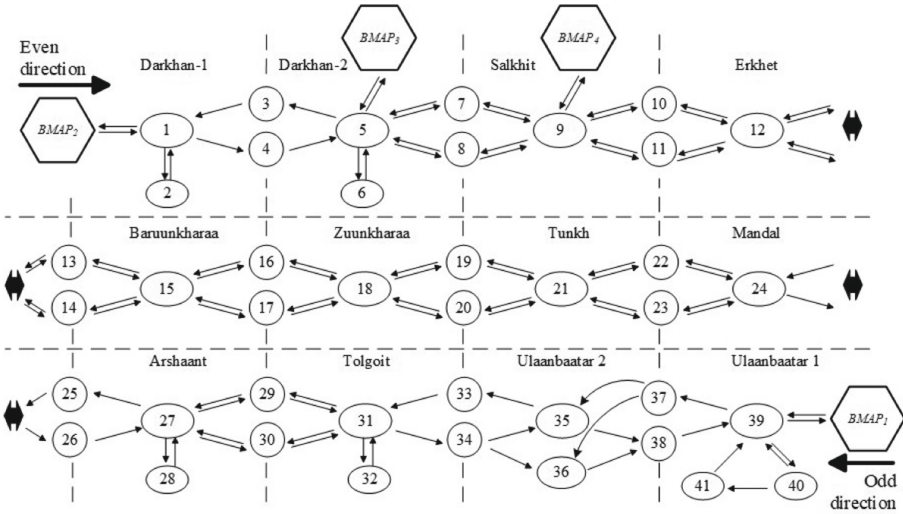 BMAP3
BMAP4
Even
direction
Darkhan-1
Darkhan-2
Salkhit
Erkhet
BMAP2
1
2
3
4
5
6
7
8
9
10
11
12
Baruunkharaa
Zuunkharaa
Tunkh
Mandal
13
14
15
16
17
18
19
20
21
22
23
24
Arshaant
Tolgoit
Ulaanbaatar 2
Ulaanbaatar 1
25
26
27
28
29
30
31
32
33
34
35
36
37
38
39
40
41
BMAP1
Odd
direction